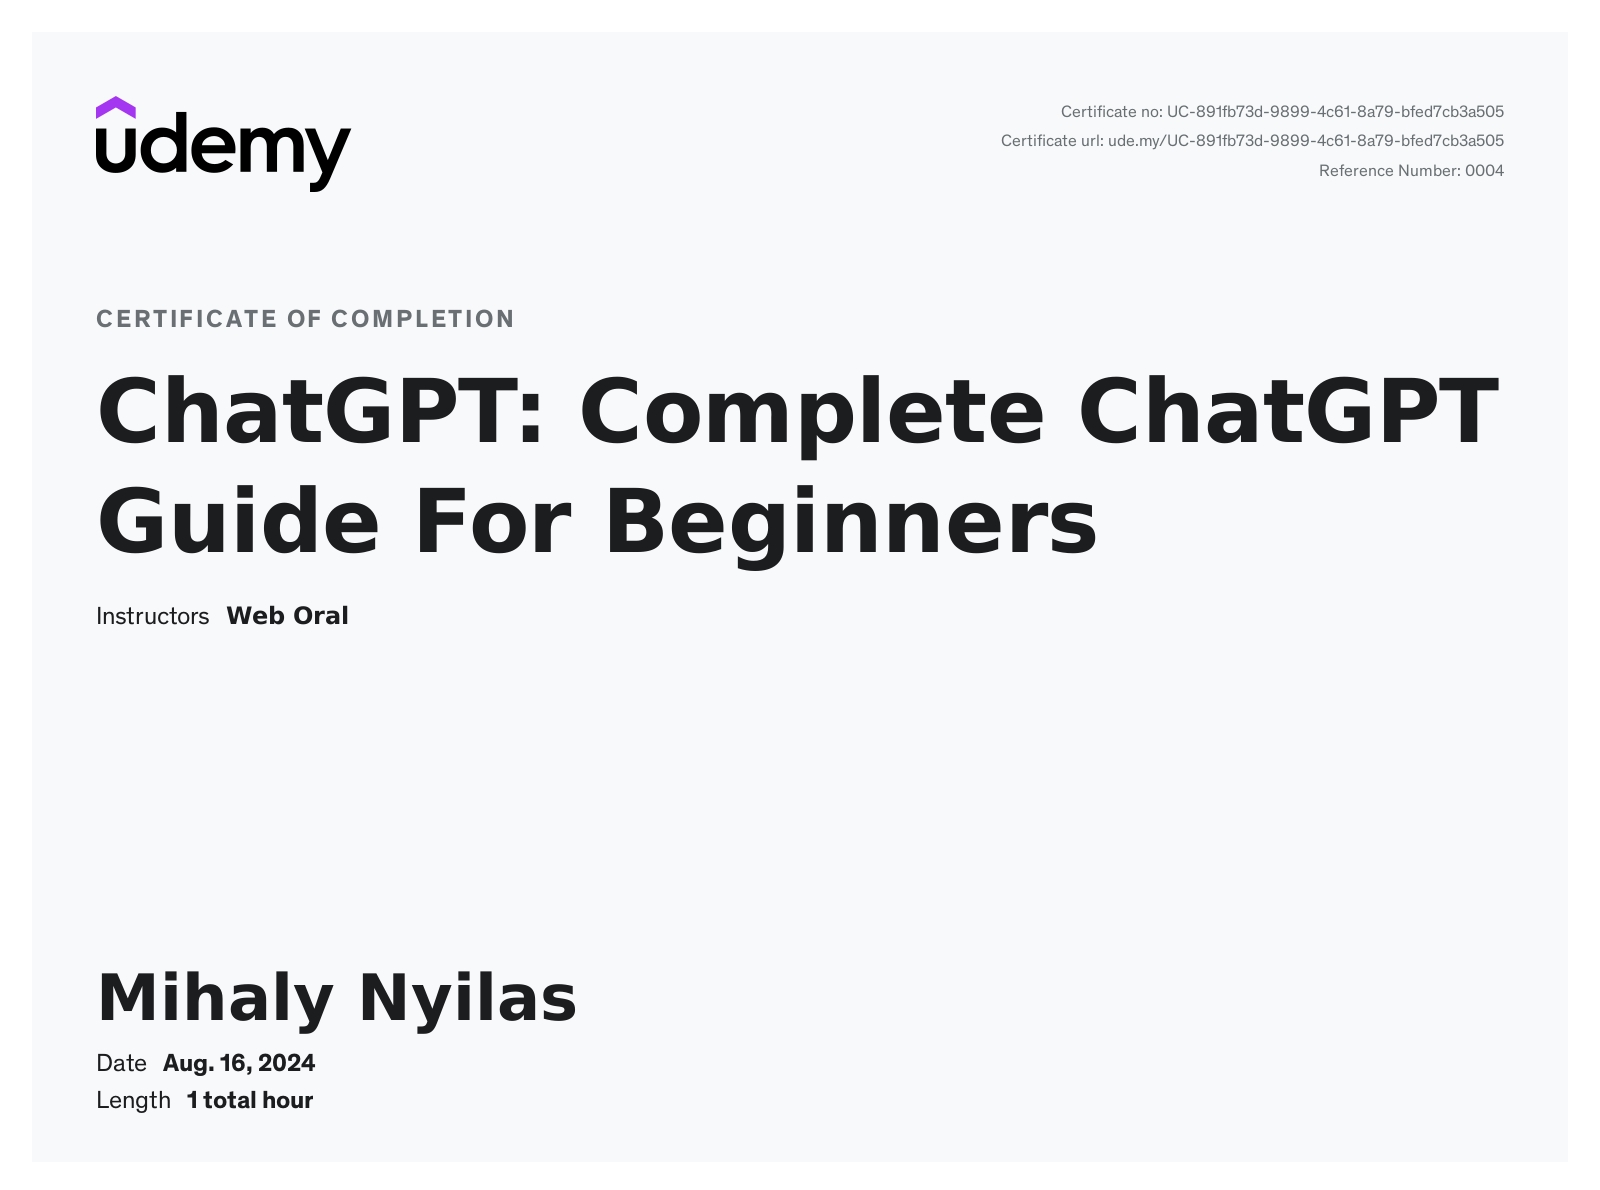 udemy
Certificate no: UC-891fb73d-9899-4c61-8a79-bfed7cb3a505
Certificate url: ude.my/UC-891fb73d-9899-4c61-8a79-bfed7cb3a505
Reference Number: 0004
CERTIFICATE OF COMPLETION
ChatGPT: Complete ChatGPT
Guide For Beginners
Instructors Web Oral
Mihaly Nyilas
Date Aug. 16, 2024
Length 1 total hour